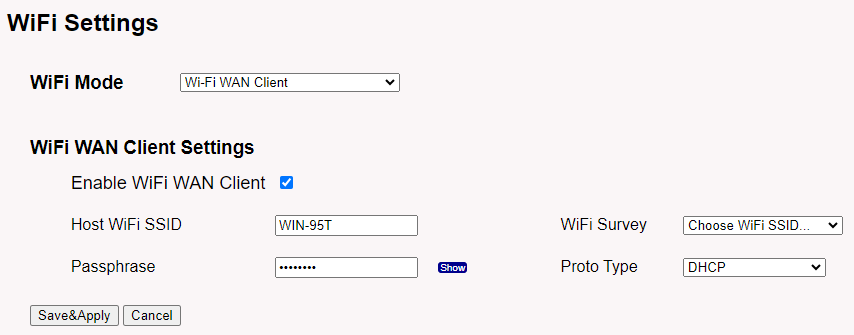 WiFi Settings
WiFi Mode Wi-Fi WAN Client
WiFi WAN Client Settings
Enable WiFi WAN Client
Host WiFi SSID WIN-95T WiFi Survey Choose WiFi SSID...
Passphrase •••••••• Show Proto Type DHCP
Save&Apply Cancel